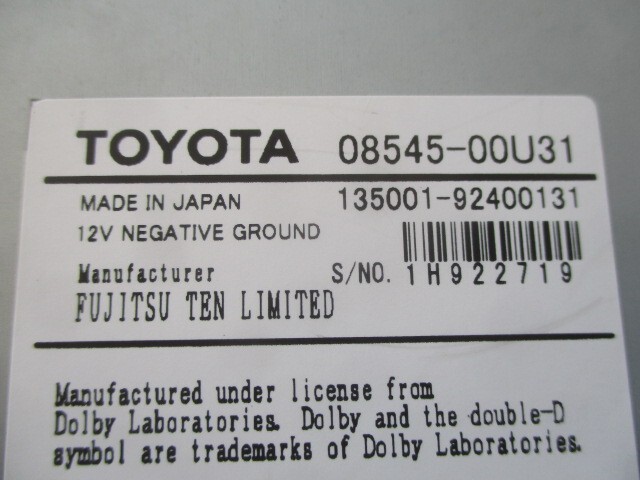 TOYOTA 08545-00U31
MADE IN JAPAN 135001-92400131
12V NEGATIVE GROUND
Manufacturer S/NO. 1H922719
FUJITSU TEN LIMITED
Manufactured under license from
Dolby Laboratories. Dolby and the double-D
symbol are trademarks of Dolby Laboratories.